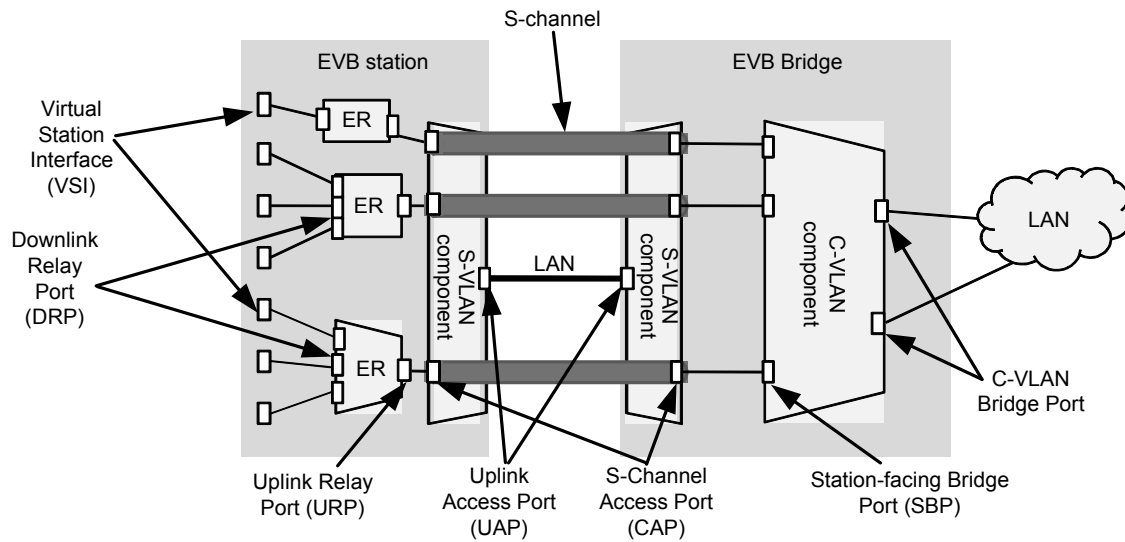 S-channel
EVB station
EVB Bridge
Virtual
Station
Interface
(VSI)
Downlink
Relay
Port
(DRP)
ER
ER
ER
S-VLAN
component
LAN
S-VLAN
component
C-VLAN
component
LAN
C-VLAN
Bridge Port
Uplink Relay
Port (URP)
Uplink
Access Port
(UAP)
S-Channel
Access Port
(CAP)
Station-facing Bridge
Port (SBP)